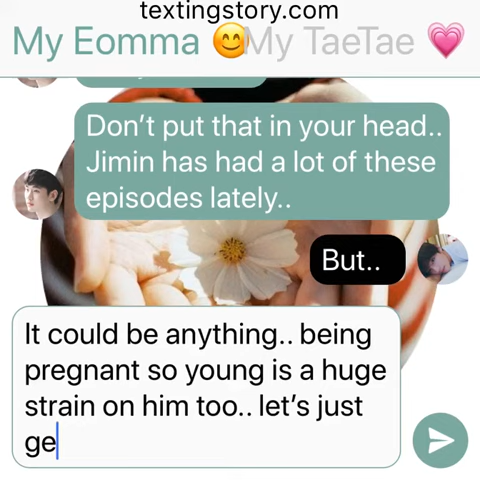 textingstory.com
My Eomma 😊 My TaeTae 💗
Don't put that in your head..
Jimin has had a lot of these
episodes lately..
But..
It could be anything.. being
pregnant so young is a huge
strain on him too.. let's just
ge